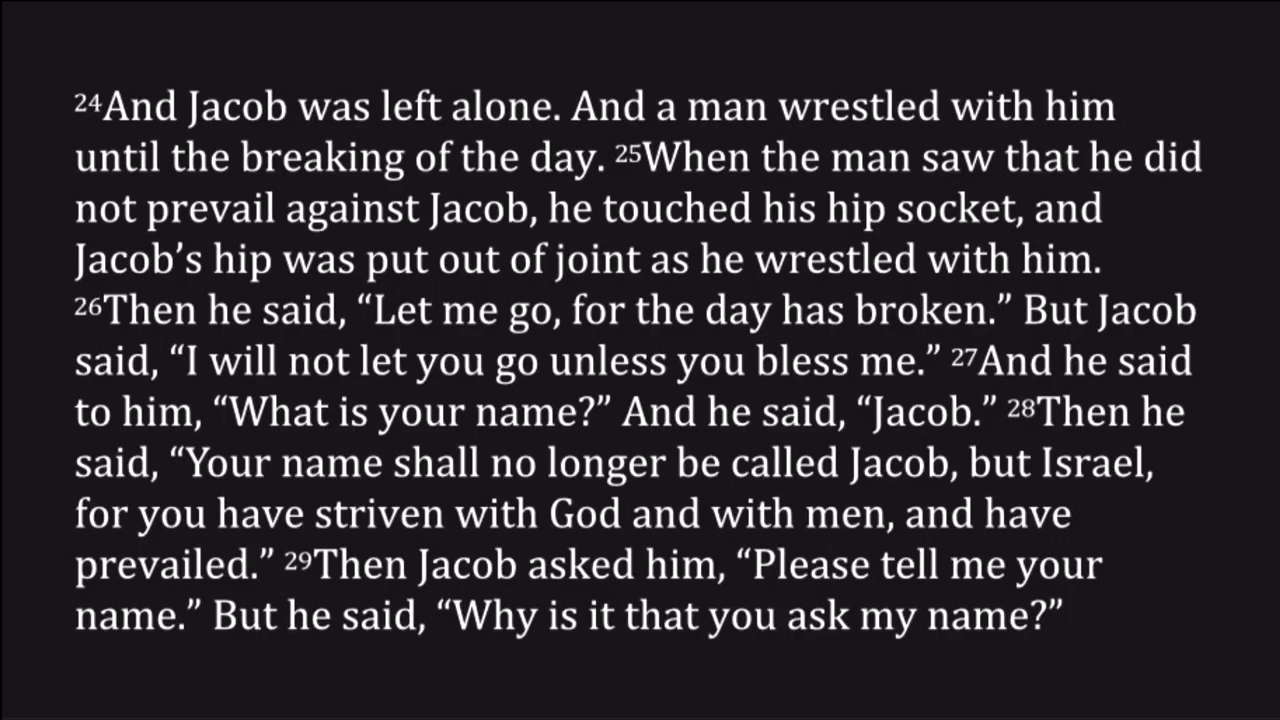 24And Jacob was left alone. And a man wrestled with him
until the breaking of the day. 25When the man saw that he did
not prevail against Jacob, he touched his hip socket, and
Jacob’s hip was put out of joint as he wrestled with him.
26Then he said, “Let me go, for the day has broken.” But Jacob
said, “I will not let you go unless you bless me.” 27And he said
to him, “What is your name?” And he said, “Jacob.” 28Then he
said, “Your name shall no longer be called Jacob, but Israel,
for you have striven with God and with men, and have
prevailed.” 29Then Jacob asked him, “Please tell me your
name.” But he said, “Why is it that you ask my name?”